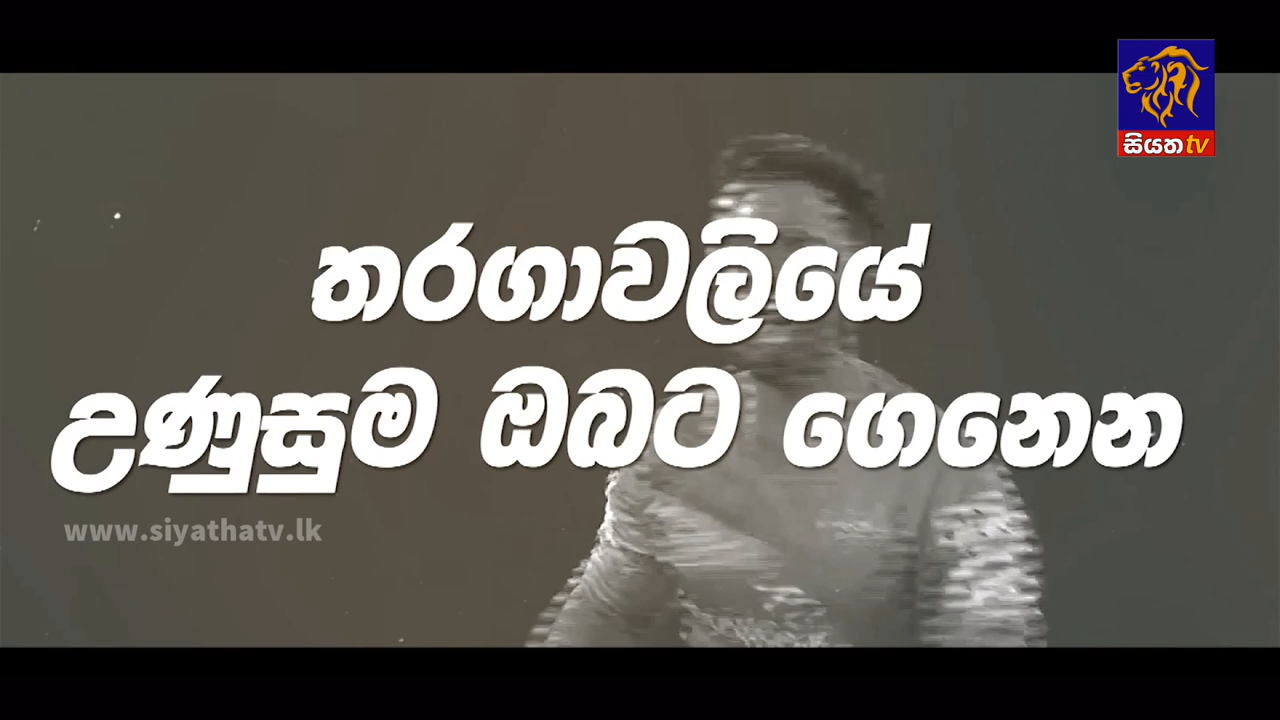 සියත tv
තරගාවලියේ
උණුසුම ඔබට ගෙනෙන
www.siyathatv.lk